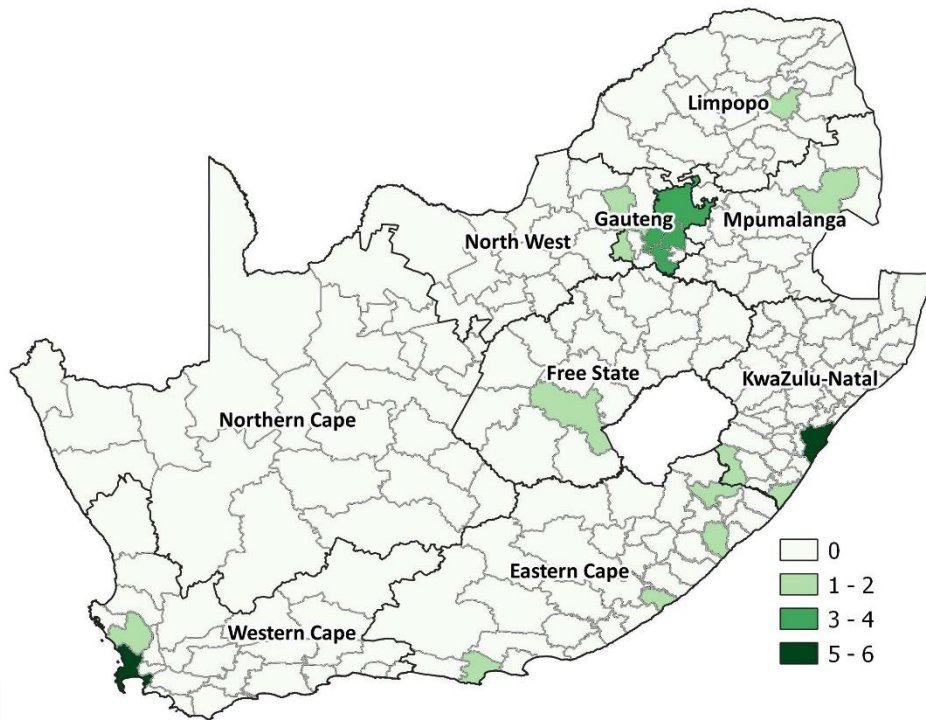 Limpopo
Gauteng
Mpumalanga
North West
Free State
KwaZulu-Natal
Northern Cape
Eastern Cape
Western Cape
0
1 - 2
3 - 4
5 - 6